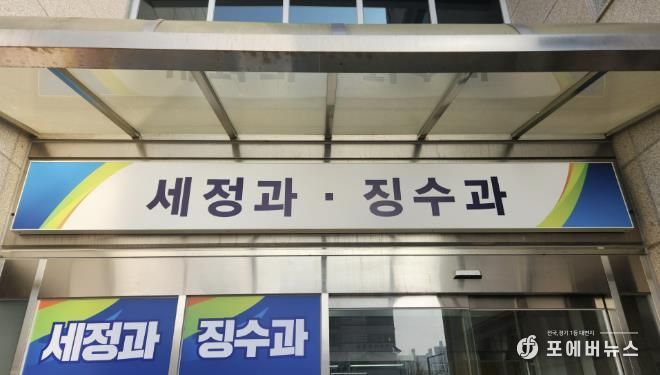 세정과 · 징수과
세정과
징수과
전국, 경기 1등 대변지
포에버뉴스